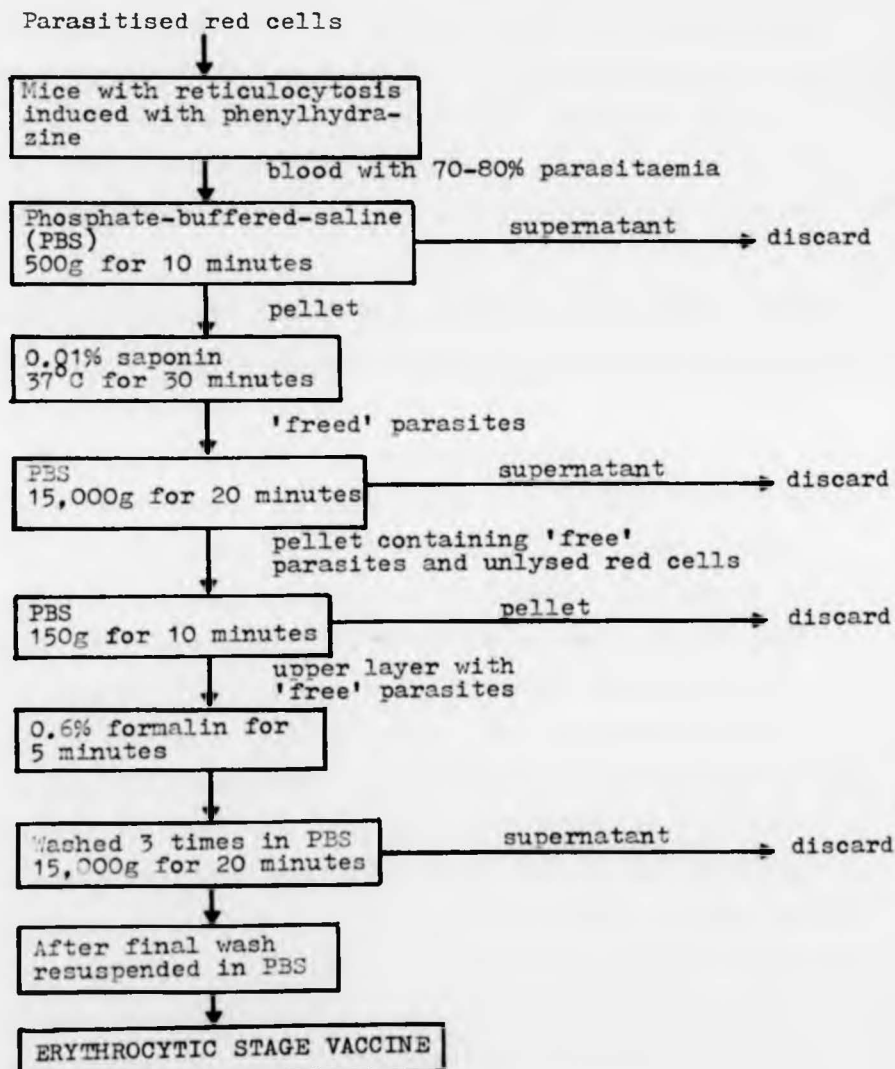 Parasitised red cells
Mice with reticulocytosis
induced with phenylhydra-
zine
blood with 70-80% parasitaemia
Phosphate-buffered-saline
(PBS)
500g for 10 minutes
supernatant
discard
pellet
0.01% saponin
37°C for 30 minutes
'freed' parasites
PBS
15,000g for 20 minutes
supernatant
discard
pellet containing 'free'
parasites and unlysed red cells
PBS
150g for 10 minutes
pellet
discard
upper layer with
'free' parasites
0.6% formalin for
5 minutes
Washed 3 times in PBS
15,000g for 20 minutes
supernatant
discard
After final wash
resuspended in PBS
ERYTHROCYTIC STAGE VACCINE